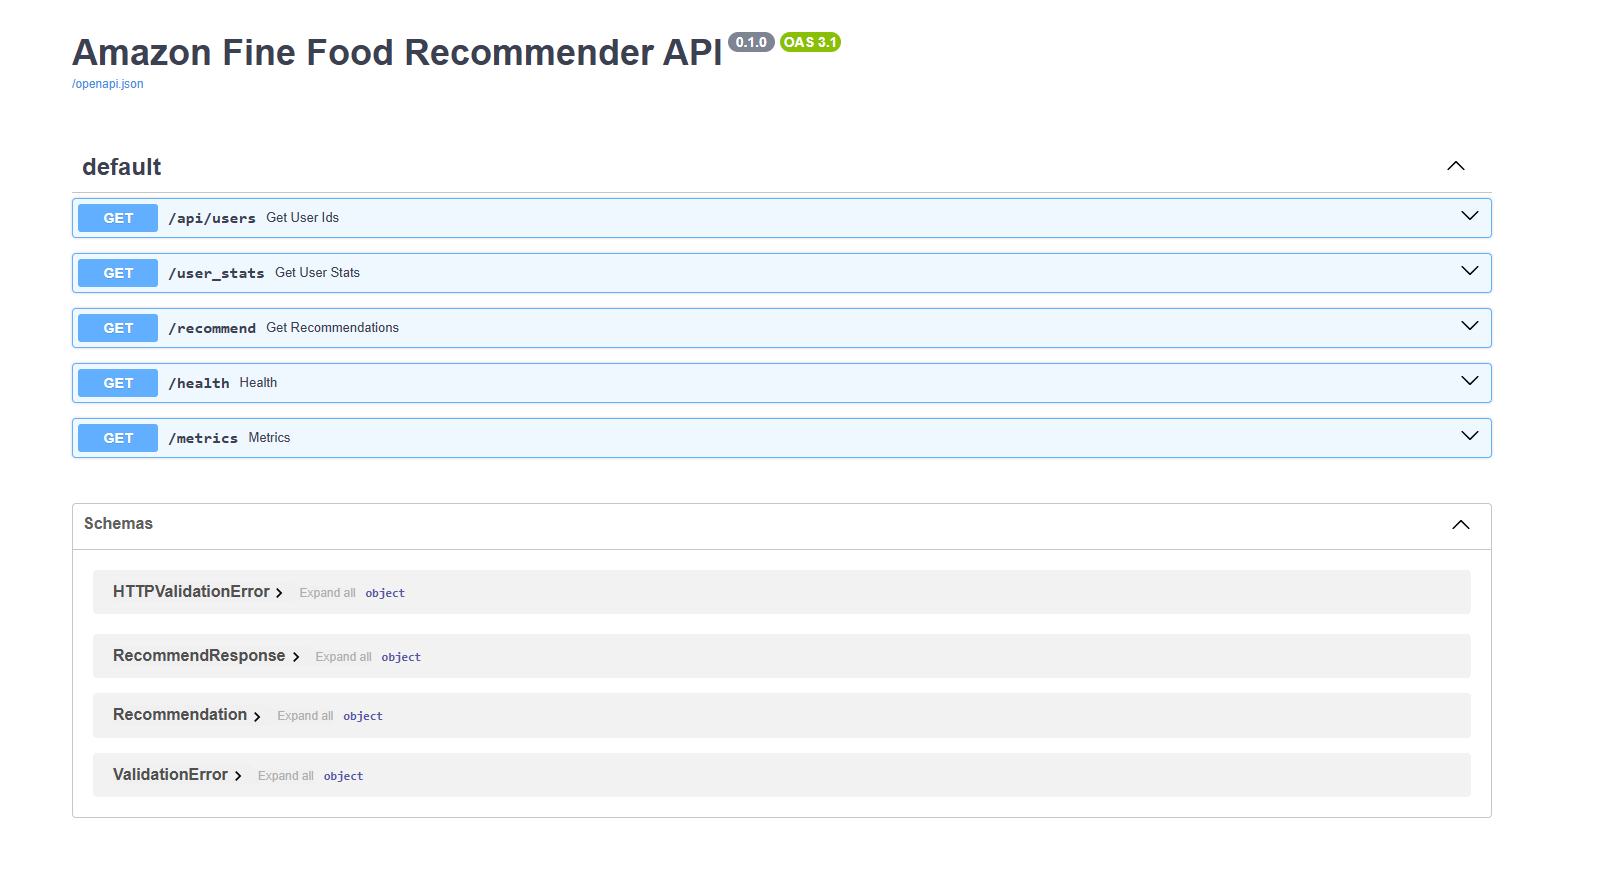 Amazon Fine Food Recommender API 0.1.0 OAS 3.1
/openapi.json
default
GET /api/users Get User Ids
GET /user_stats Get User Stats
GET /recommend Get Recommendations
GET /health Health
GET /metrics Metrics
Schemas
HTTPValidationError Expand all object
RecommendResponse Expand all object
Recommendation Expand all object
ValidationError Expand all object